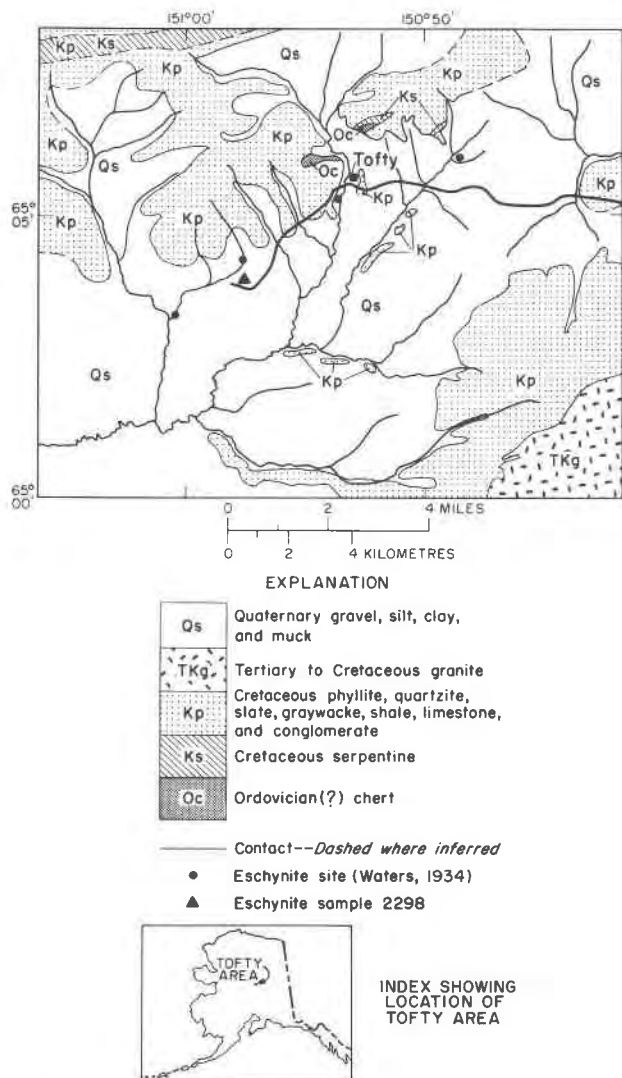 151°00'
150°50'
Kp
Ks
Qs
Kp
Kp
Ks
Qs
Oc
Kp
Kp
Qs
Oc
Tofty
Kp
Kp
65°
05'
Kp
Kp
Kp
Qs
Qs
Kp
Kp
TKg
65°
00'
0 2 4 MILES
0 2 4 KILOMETRES
EXPLANATION
Qs
Quaternary gravel, silt, clay,
and muck
TKg
Tertiary to Cretaceous granite
Kp
Cretaceous phyllite, quartzite,
slate, graywacke, shale, limestone,
and conglomerate
Ks
Cretaceous serpentine
Oc
Ordovician(?) chert
Contact--Dashed where inferred
Eschynite site (Waters, 1934)
Eschynite sample 2298
TOFTY
AREA
INDEX SHOWING
LOCATION OF
TOFTY AREA